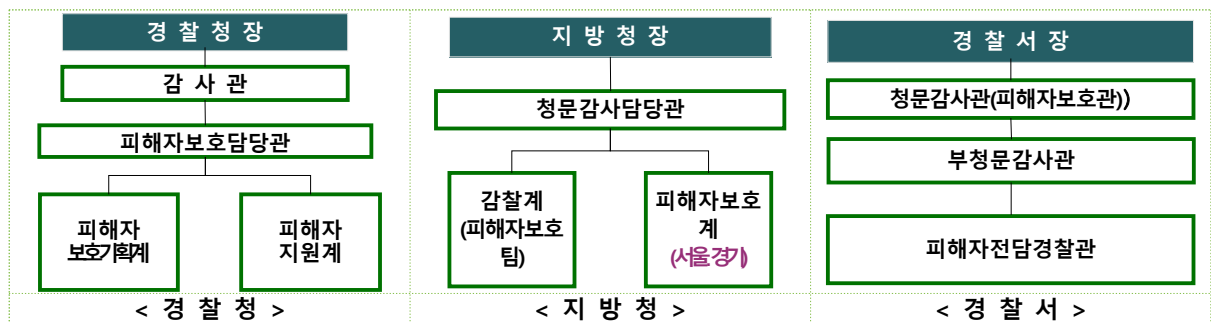 경 찰 청 장
감 사 관
피해자보호담당관
피해자
보호기획계
피해자
지원계
< 경 찰 청 >
지 방 청 장
청문감사담당관
감찰계
(피해자보호
팀)
피해자보호
계
(서울경기)
< 지 방 청 >
경 찰 서 장
청문감사관(피해자보호관))
부청문감사관
피해자전담경찰관
< 경 찰 서 >